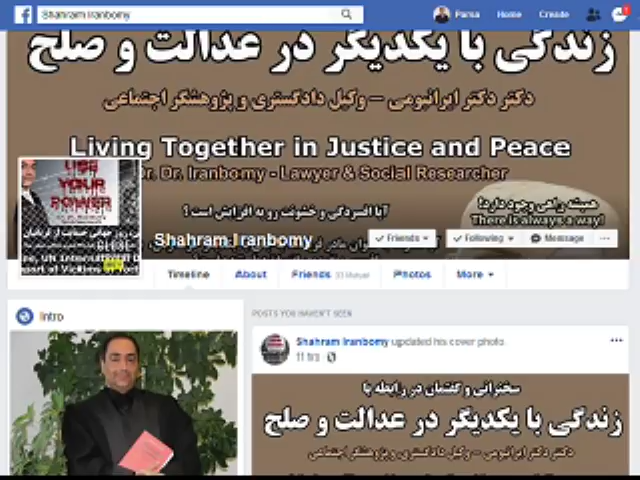 Shahram Iranbomy
Parsa Home Create
زندگی با یکدیگر در عدالت و صلح
دکتر دکتر ایرانبومی – وکیل دادگستری و پژوهشگر اجتماعی
Living Together in Justice and Peace
Dr. Dr. Iranbomy - Lawyer & Social Researcher
USE
YOUR
POWER
آیا افسردگی و خشونت رو به افزایش است ؟
همیشه راهی وجود دارد!
There is always a way!
Shahram Iranbomy
Friends Following Message ...
Timeline About Friends Photos More
Intro
POSTS YOU HAVEN'T SEEN
Shahram Iranbomy updated his cover photo.
11 hrs
سخنرانی و گفتمان در رابطه با
زندگی با یکدیگر در عدالت و صلح
دکتر دکتر ایرانبومی – وکیل دادگستری و پژوهشگر اجتماعی